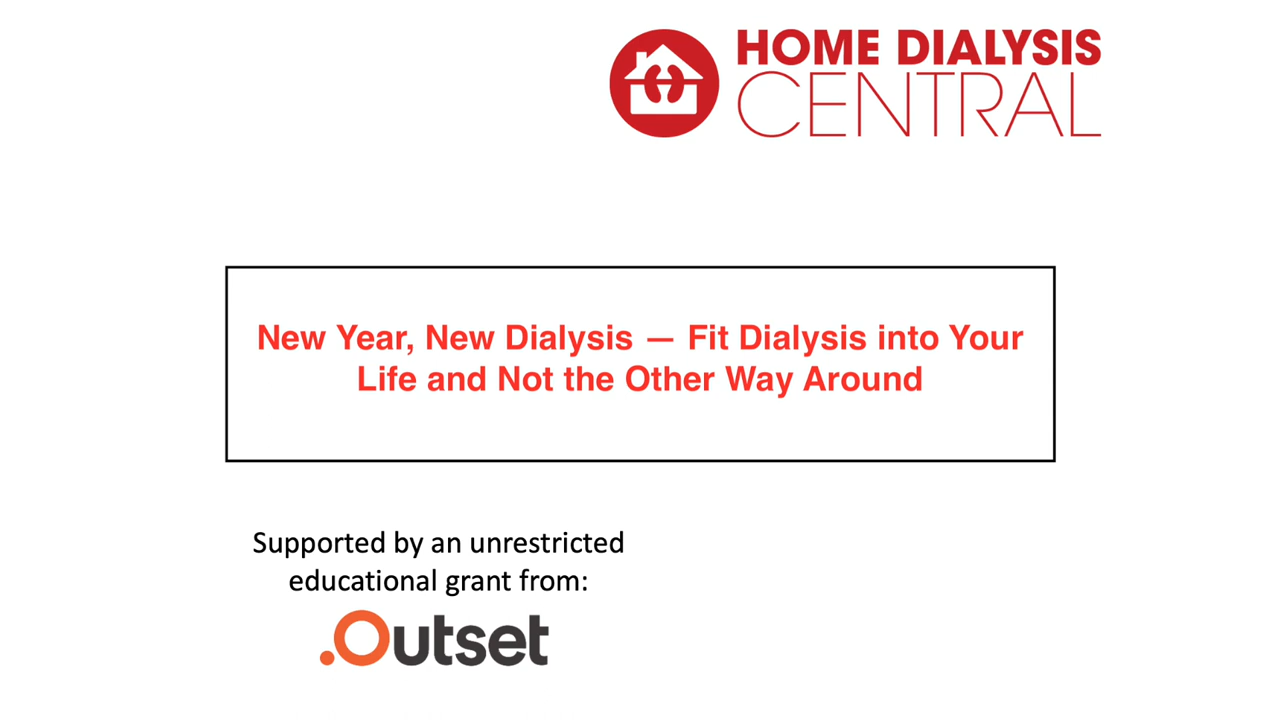 HOME DIALYSIS
CENTRAL
New Year, New Dialysis — Fit Dialysis into Your
Life and Not the Other Way Around
Supported by an unrestricted
educational grant from:
.Outset